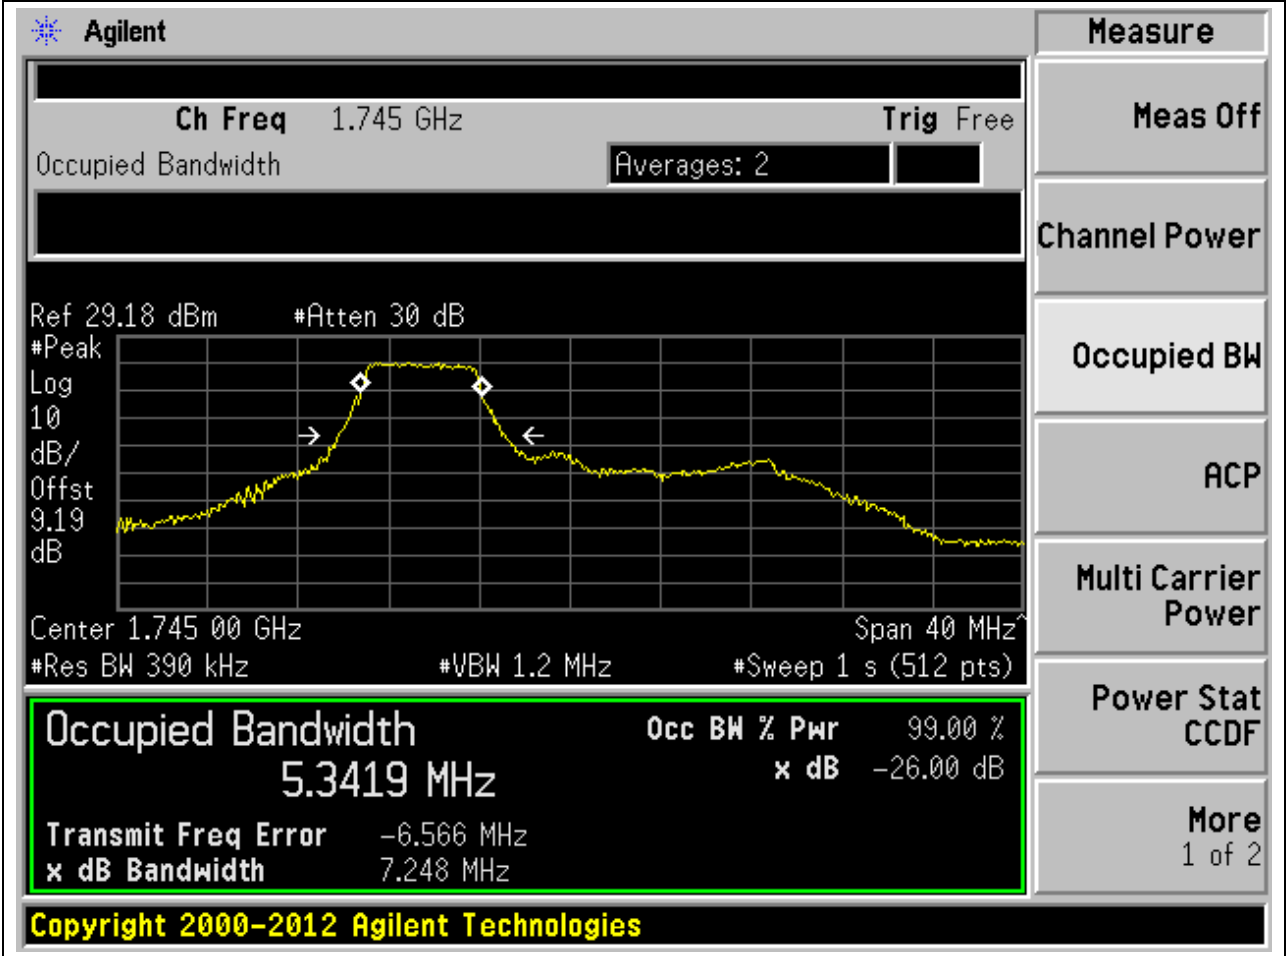 Agilent
Measure
Ch Freq 1.745 GHz Trig Free
Meas Off
Occupied Bandwidth Averages: 2
Channel Power
Ref 29.18 dBm #Atten 30 dB
#Peak
Log
10
dB/
Offst
9.19
dB
Occupied BW
ACP
Center 1.745 00 GHz Span 40 MHz^
#Res BW 390 kHz #VBW 1.2 MHz #Sweep 1 s (512 pts)
Multi Carrier
Power
Occupied Bandwidth Occ BW % Pwr 99.00 %
5.3419 MHz x dB -26.00 dB
Transmit Freq Error -6.566 MHz
x dB Bandwidth 7.248 MHz
Power Stat
CCDF
More
1 of 2
Copyright 2000-2012 Agilent Technologies